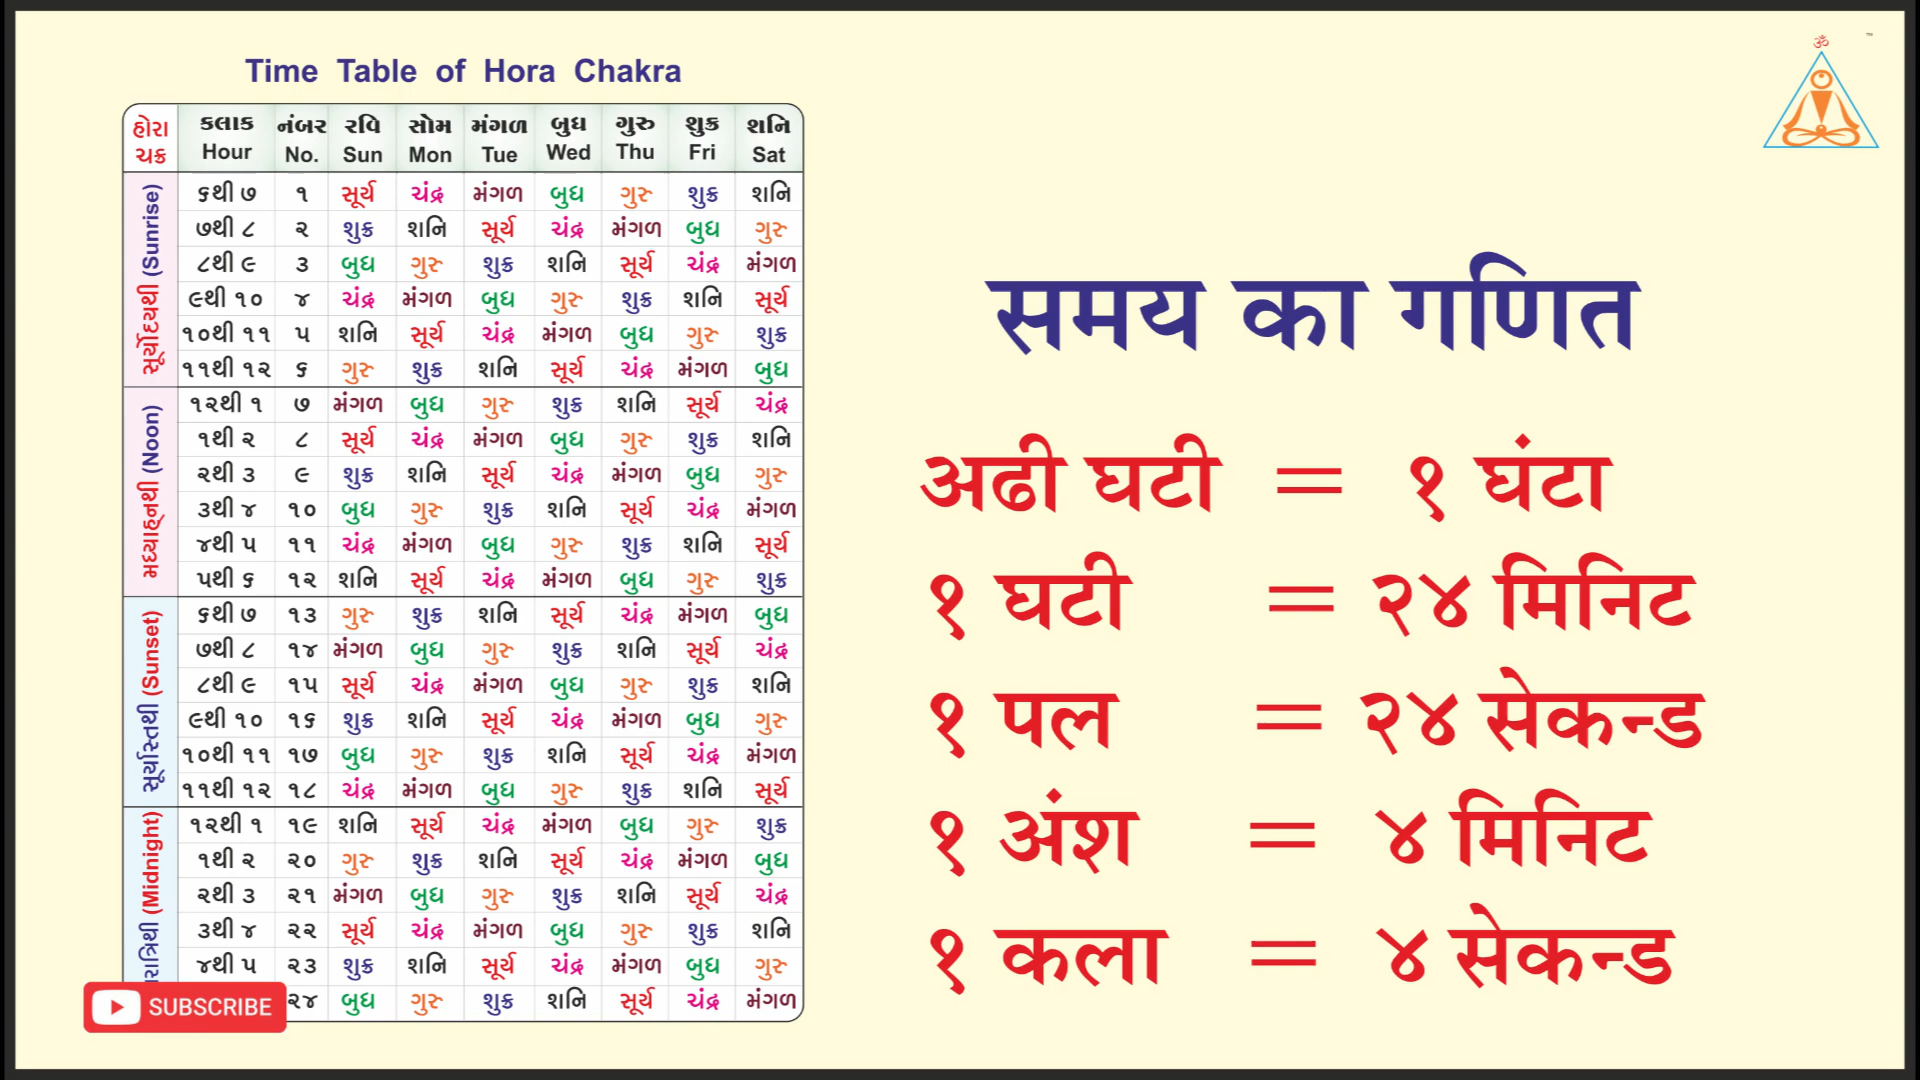 ॐ
Time Table of Hora Chakra
હોરા ચક્ર કલાક Hour નંબર No. રવિ Sun સોમ Mon મંગળ Tue બુધ Wed ગુરુ Thu શુક્ર Fri શનિ Sat
સૂર્યોદયથી (Sunrise)
૬થી ૭ ૧ સૂર્ય ચંદ્ર મંગળ બુધ ગુરુ શુક્ર શનિ
૭થી ૮ ૨ શુક્ર શનિ સૂર્ય ચંદ્ર મંગળ બુધ ગુરુ
૮થી ૯ ૩ બુધ ગુરુ શુક્ર શનિ સૂર્ય ચંદ્ર મંગળ
૯થી ૧૦ ૪ ચંદ્ર મંગળ બુધ ગુરુ શુક્ર શનિ સૂર્ય
૧૦થી ૧૧ ૫ શનિ સૂર્ય ચંદ્ર મંગળ બુધ ગુરુ શુક્ર
૧૧થી ૧૨ ૬ ગુરુ શુક્ર શનિ સૂર્ય ચંદ્ર મંગળ બુધ
મધ્યાહ્નથી (Noon)
૧૨થી ૧ ૭ મંગળ બુધ ગુરુ શુક્ર શનિ સૂર્ય ચંદ્ર
૧થી ૨ ૮ સૂર્ય ચંદ્ર મંગળ બુધ ગુરુ શુક્ર શનિ
૨થી ૩ ૯ શુક્ર શનિ સૂર્ય ચંદ્ર મંગળ બુધ ગુરુ
૩થી ૪ ૧૦ બુધ ગુરુ શુક્ર શનિ સૂર્ય ચંદ્ર મંગળ
૪થી ૫ ૧૧ ચંદ્ર મંગળ બુધ ગુરુ શુક્ર શનિ સૂર્ય
૫થી ૬ ૧૨ શનિ સૂર્ય ચંદ્ર મંગળ બુધ ગુરુ શુક્ર
સૂર્યાસ્તથી (Sunset)
૬થી ૭ ૧૩ ગુરુ શુક્ર શનિ સૂર્ય ચંદ્ર મંગળ બુધ
૭થી ૮ ૧૪ મંગળ બુધ ગુરુ શુક્ર શનિ સૂર્ય ચંદ્ર
૮થી ૯ ૧૫ સૂર્ય ચંદ્ર મંગળ બુધ ગુરુ શુક્ર શનિ
૯થી ૧૦ ૧૬ શુક્ર શનિ સૂર્ય ચંદ્ર મંગળ બુધ ગુરુ
૧૦થી ૧૧ ૧૭ બુધ ગુરુ શુક્ર શનિ સૂર્ય ચંદ્ર મંગળ
૧૧થી ૧૨ ૧૮ ચંદ્ર મંગળ બુધ ગુરુ શુક્ર શનિ સૂર્ય
રાત્રિથી (Midnight)
૧૨થી ૧ ૧૯ શનિ સૂર્ય ચંદ્ર મંગળ બુધ ગુરુ શુક્ર
૧થી ૨ ૨૦ ગુરુ શુક્ર શનિ સૂર્ય ચંદ્ર મંગળ બુધ
૨થી ૩ ૨૧ મંગળ બુધ ગુરુ શુક્ર શનિ સૂર્ય ચંદ્ર
૩થી ૪ ૨૨ સૂર્ય ચંદ્ર મંગળ બુધ ગુરુ શુક્ર શનિ
૪થી ૫ ૨૩ શુક્ર શનિ સૂર્ય ચંદ્ર મંગળ બુધ ગુરુ
૨૪ બુધ ગુરુ શુક્ર શનિ સૂર્ય ચંદ્ર મંગળ
SUBSCRIBE
समय का गणित
अढी घटी = १ घंटा
१ घटी = २४ मिनिट
१ पल = २४ सेकन्ड
१ अंश = ४ मिनिट
१ कला = ४ सेकन्ड